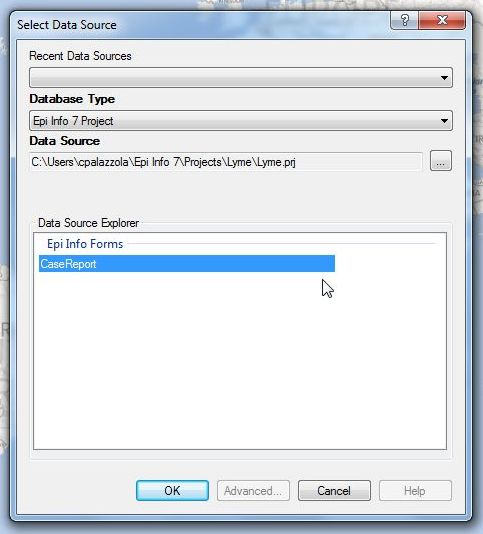 Select Data Source
Recent Data Sources
Database Type
Epi Info 7 Project
Data Source
C:\Users\cpalazzola\Epi Info 7\Projects\Lyme\Lyme.prj
...
Data Source Explorer
Epi Info Forms
CaseReport
OK
Advanced...
Cancel
Help